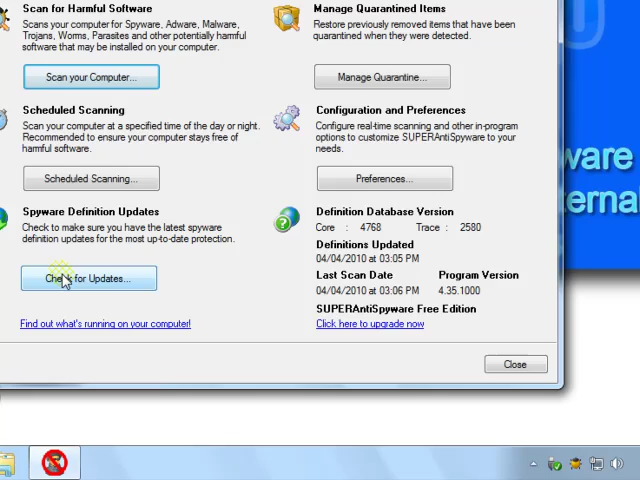 Scan for Harmful Software
Scans your computer for Spyware, Adware, Malware,
Trojans, Worms, Parasites and other potentially harmful
software that may be installed on your computer.
Scan your Computer...
Manage Quarantined Items
Restore previously removed items that have been
quarantined when they were detected.
Manage Quarantine...
Scheduled Scanning
Scan your computer at a specified time of the day or night.
Recommended to ensure your computer stays free of
harmful software.
Scheduled Scanning...
Configuration and Preferences
Configure real-time scanning and other in-program
options to customize SUPERAntiSpyware to your
needs.
Preferences...
Spyware Definition Updates
Check to make sure you have the latest spyware
definition updates for the most up-to-date protection.
Check for Updates...
Find out what's running on your computer!
Definition Database Version
Core : 4768 Trace : 2580
Definitions Updated
04/04/2010 at 03:05 PM
Last Scan Date Program Version
04/04/2010 at 03:06 PM 4.35.1000
SUPERAntiSpyware Free Edition
Click here to upgrade now
Close
ware
ternal